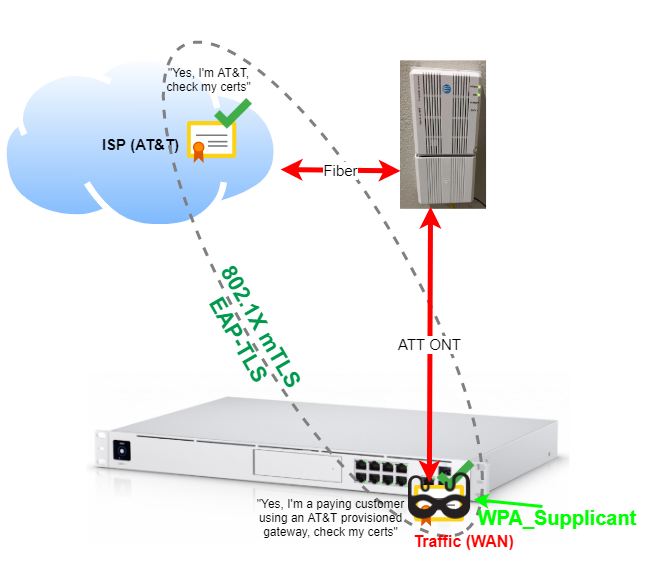 "Yes, I'm AT&T,
check my certs"
ISP (AT&T)
Fiber
802.1X mTLS
EAP-TLS
ATT ONT
"Yes, I'm a paying customer
using an AT&T provisioned
gateway, check my certs"
WPA_Supplicant
Traffic (WAN)